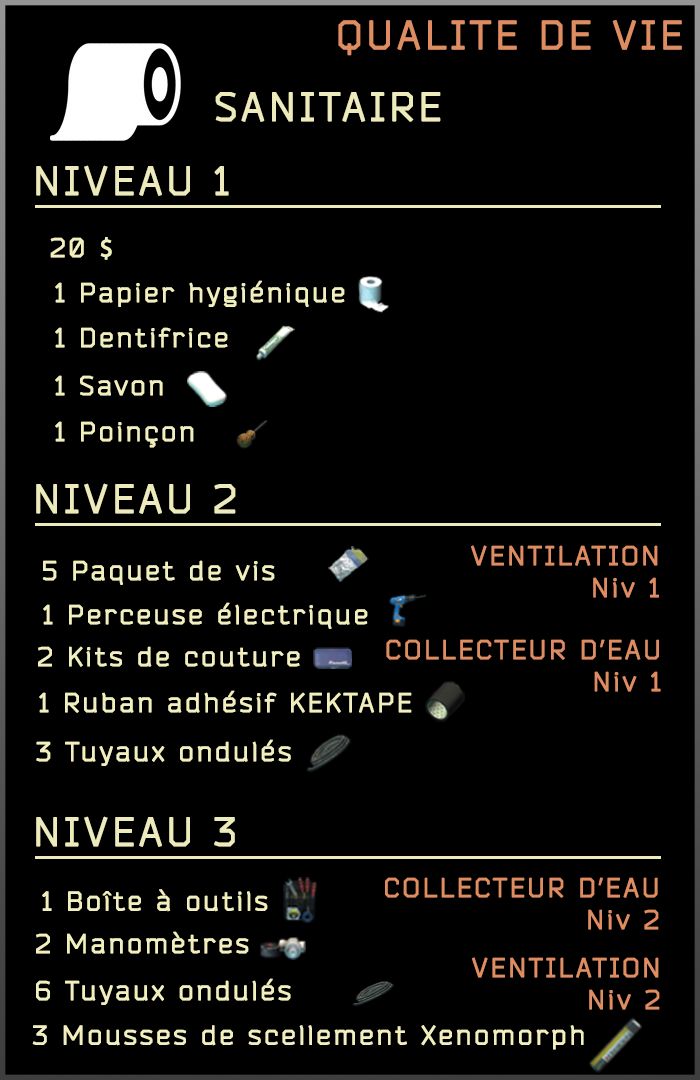 QUALITE DE VIE
SANITAIRE
NIVEAU 1
20 $
1 Papier hygiénique
1 Dentifrice
1 Savon
1 Poinçon
NIVEAU 2
5 Paquet de vis
VENTILATION
Niv 1
1 Perceuse électrique
2 Kits de couture
COLLECTEUR D'EAU
Niv 1
1 Ruban adhésif KEKTAPE
3 Tuyaux ondulés
NIVEAU 3
1 Boîte à outils
COLLECTEUR D'EAU
Niv 2
2 Manomètres
VENTILATION
Niv 2
6 Tuyaux ondulés
3 Mousses de scellement Xenomorph